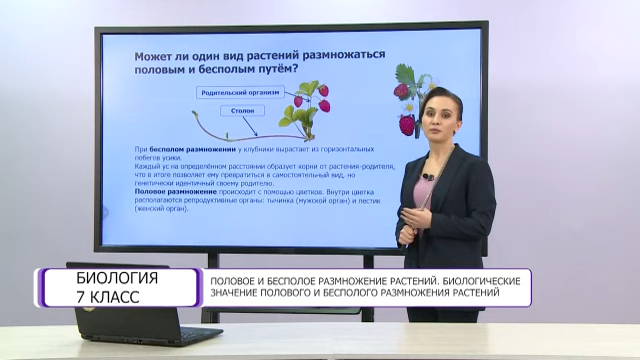 Может ли один вид растений размножаться
половым и бесполым путём?
Родительский организм
Столон
При бесполом размножении у клубники вырастает из горизонтальных
побегов усики.
Каждый ус на определённом расстоянии образует корни от растения-родителя,
что в итоге позволяет ему превратиться в самостоятельный вид, но
генетически идентичный своему родителю.
Половое размножение происходит с помощью цветков. Внутри цветка
располагаются репродуктивные органы: тычинка (мужской орган) и пестик
(женский орган).
БИОЛОГИЯ
7 КЛАСС
ПОЛОВОЕ И БЕСПОЛОЕ РАЗМНОЖЕНИЕ РАСТЕНИЙ. БИОЛОГИЧЕСКИЕ
ЗНАЧЕНИЕ ПОЛОВОГО И БЕСПОЛОГО РАЗМНОЖЕНИЯ РАСТЕНИЙ